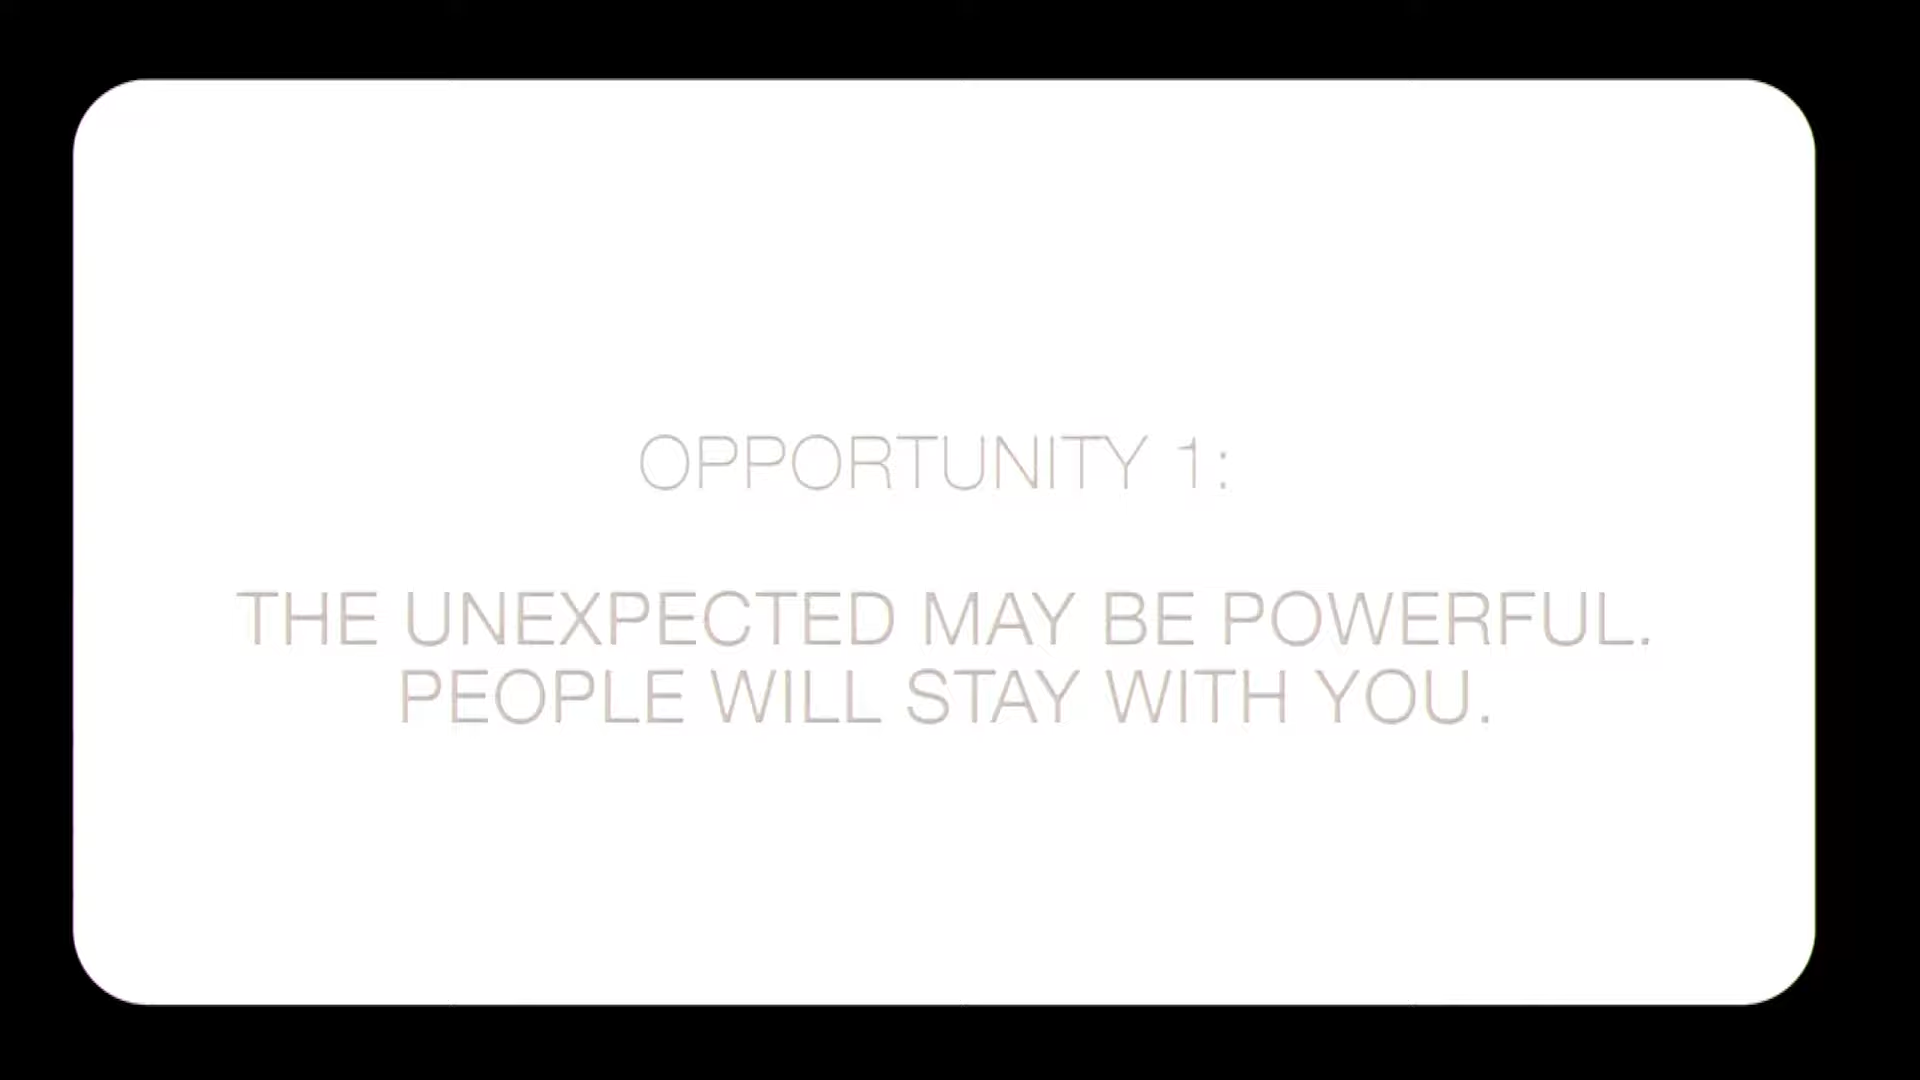 OPPORTUNITY 1:
THE UNEXPECTED MAY BE POWERFUL.
PEOPLE WILL STAY WITH YOU.